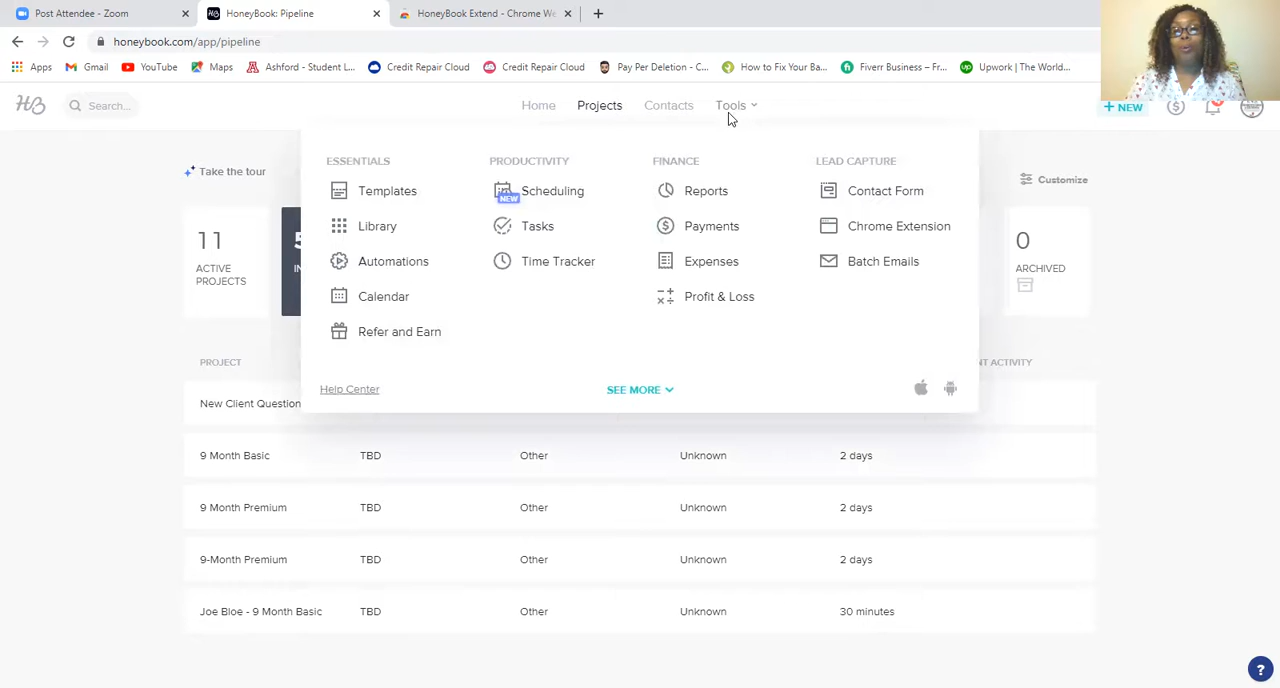 Post Attendee - Zoom
HoneyBook: Pipeline
HoneyBook Extend - Chrome We
honeybook.com/app/pipeline
Apps
Gmail
YouTube
Maps
Ashford - Student L...
Credit Repair Cloud
Credit Repair Cloud
Pay Per Deletion - C...
How to Fix Your Ba...
Fiverr Business – Fr...
Upwork | The World...
HB
Search...
Home
Projects
Contacts
Tools
+ NEW
Take the tour
Customize
ESSENTIALS
Templates
Library
Automations
Calendar
Refer and Earn
PRODUCTIVITY
Scheduling
NEW
Tasks
Time Tracker
FINANCE
Reports
Payments
Expenses
Profit & Loss
LEAD CAPTURE
Contact Form
Chrome Extension
Batch Emails
Help Center
SEE MORE
11
ACTIVE
PROJECTS
5
IN
0
ARCHIVED
PROJECT
NT ACTIVITY
New Client Question
9 Month Basic TBD Other Unknown 2 days
9 Month Premium TBD Other Unknown 2 days
9-Month Premium TBD Other Unknown 2 days
Joe Bloe - 9 Month Basic TBD Other Unknown 30 minutes
?